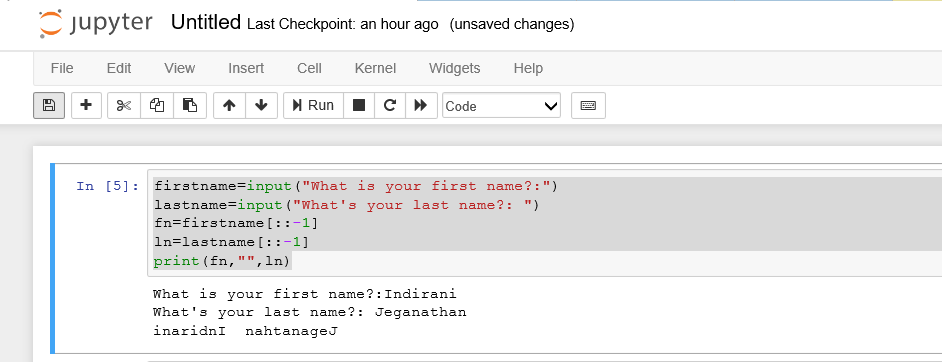 jupyter Untitled Last Checkpoint: an hour ago (unsaved changes)
File Edit View Insert Cell Kernel Widgets Help
Run Code
In [5]: firstname=input("What is your first name?:")
lastname=input("What's your last name?: ")
fn=firstname[::-1]
ln=lastname[::-1]
print(fn,"",ln)
What is your first name?:Indirani
What's your last name?: Jeganathan
inaridnI  nahtanageJ